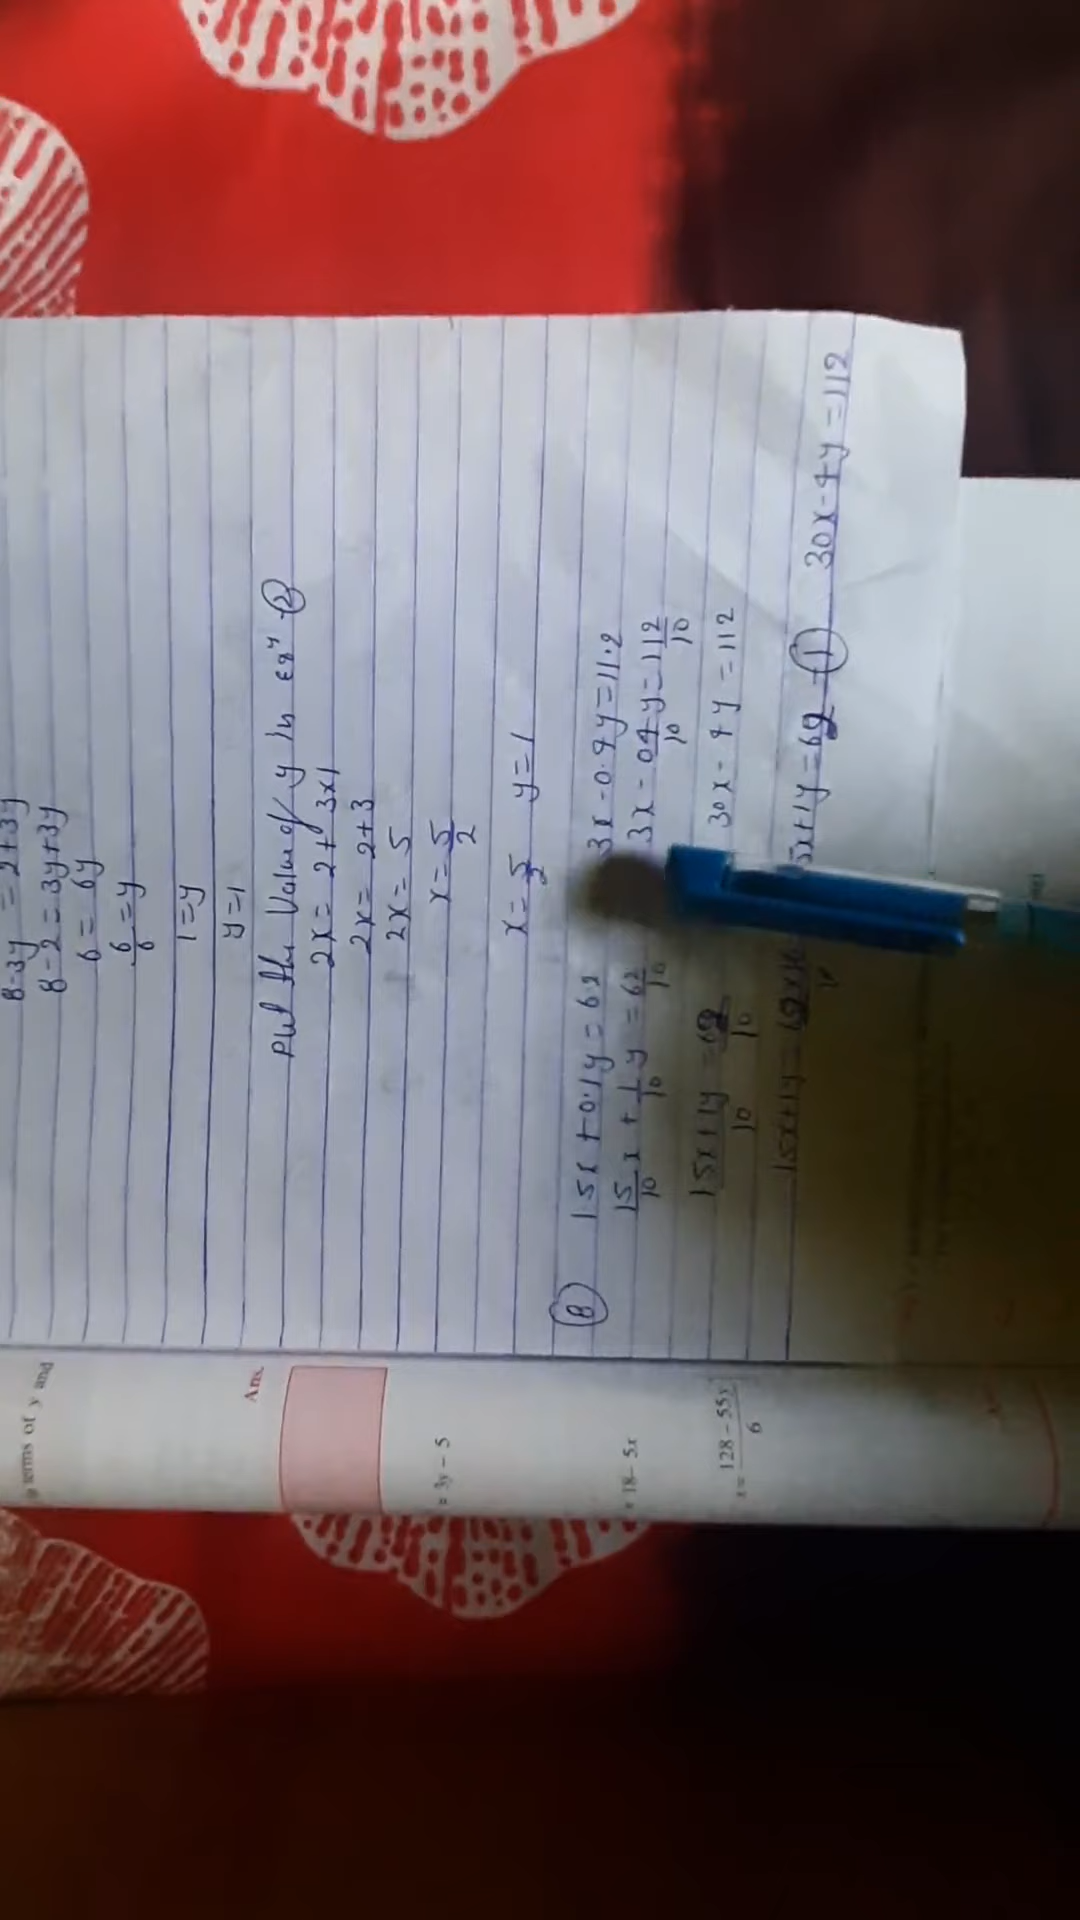 8-3y = 2+3y
8-2 = 3y+3y
6 = 6y
6/6 = y
1=y
y=1
Put the Value of y in eqⁿ -②
2x = 2+ 3x1
2x = 2+3
2x = 5
x = 5/2
x = 5/2 y=1
⑧ 1.5x + 0.1y = 6.2 3x - 0.4y = 11.2
15/10 x + 1/10 y = 62/10 3x - 04/10 y = 112/10
15x+1y/10 = 62/10 30x - 4y = 112
15x+1y = 62x10/10 5x+1y = 62 -① 30x - 4y = 112
terms of y and
Ans.
= 3y – 5
= 18– 5x
x = 128 – 55y/6